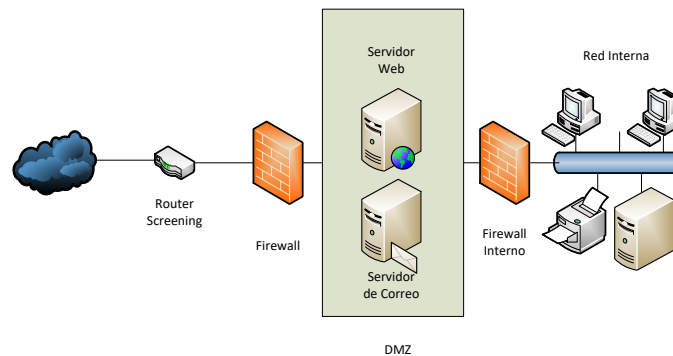 Servidor
Web
Red Interna
Router
Screening
Firewall
Firewall
Interno
Servidor
de Correo
DMZ